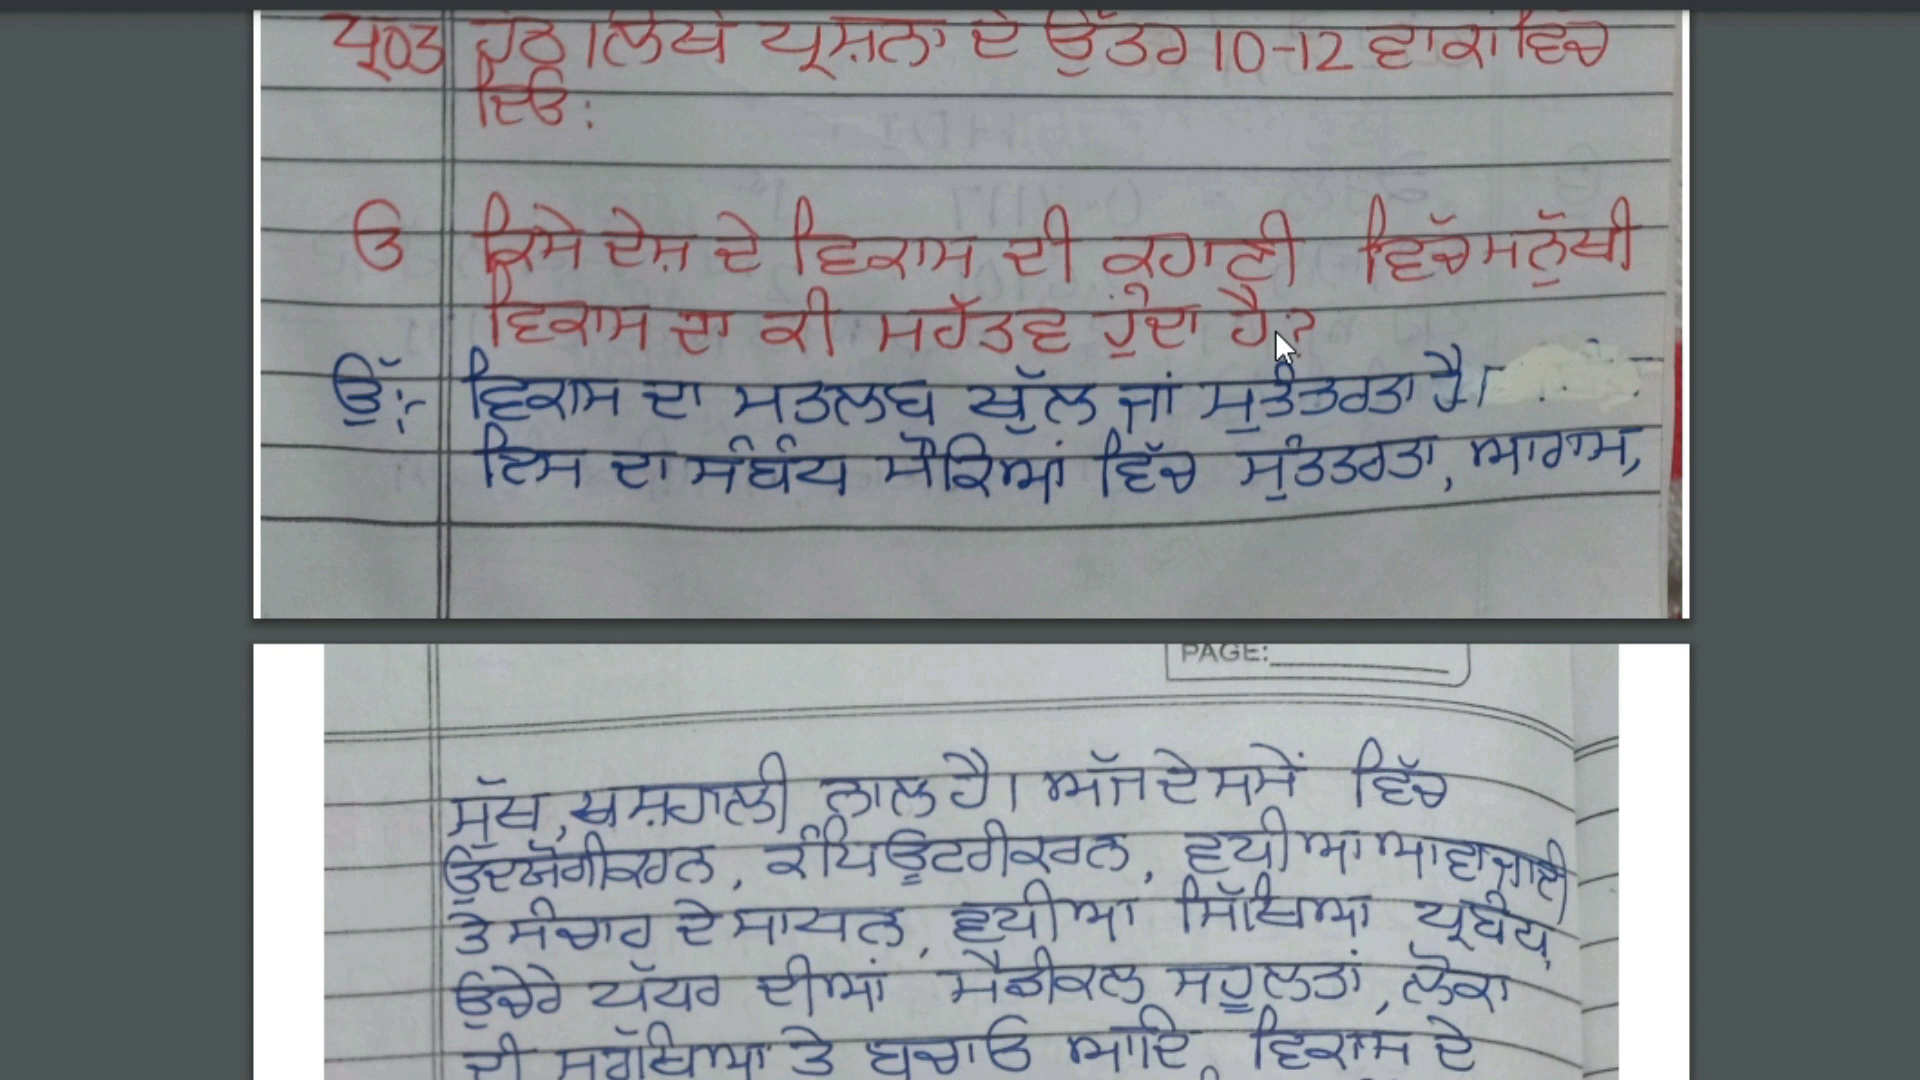 ਪ੍ਰ03 ਹੇਠ ਲਿਖੇ ਪ੍ਰਸ਼ਨਾ ਦੇ ਉੱਤਰ 10-12 ਵਾਕਾਂ ਵਿੱਚ
ਦਿਓ:
ੳ ਕਿਸੇ ਦੇਸ਼ ਦੇ ਵਿਕਾਸ ਦੀ ਕਹਾਣੀ ਵਿੱਚ ਮਨੁੱਖੀ
ਵਿਕਾਸ ਦਾ ਕੀ ਮਹੱਤਵ ਹੁੰਦਾ ਹੈ?
ਉੱ:- ਵਿਕਾਸ ਦਾ ਮਤਲਬ ਖੁੱਲ ਜਾਂ ਸੁਤੰਤਰਤਾ ਹੈ।
ਇਸ ਦਾ ਸੰਬੰਧ ਮੌਕਿਆਂ ਵਿੱਚ ਸੁਤੰਤਰਤਾ, ਆਰਾਮ,
PAGE:
ਸੁੱਖ, ਖੁਸ਼ਹਾਲੀ ਨਾਲ ਹੈ। ਅੱਜ ਦੇ ਸਮੇਂ ਵਿੱਚ
ਉਦਯੋਗੀਕਰਨ, ਕੰਪਿਊਟਰੀਕਰਨ, ਵਧੀਆ ਆਵਾਜਾਈ
ਤੇ ਸੰਚਾਰ ਦੇ ਸਾਧਨ, ਵਧੀਆ ਸਿੱਖਿਆ ਪ੍ਰਬੰਧ,
ਉਚੇਰੇ ਪੱਧਰ ਦੀਆਂ ਮੈਡੀਕਲ ਸਹੂਲਤਾਂ, ਲੋਕਾ
ਦੀ ਸੁਰੱਖਿਆ ਤੇ ਬਚਾਓ ਆਦਿ, ਵਿਕਾਸ ਦੇ